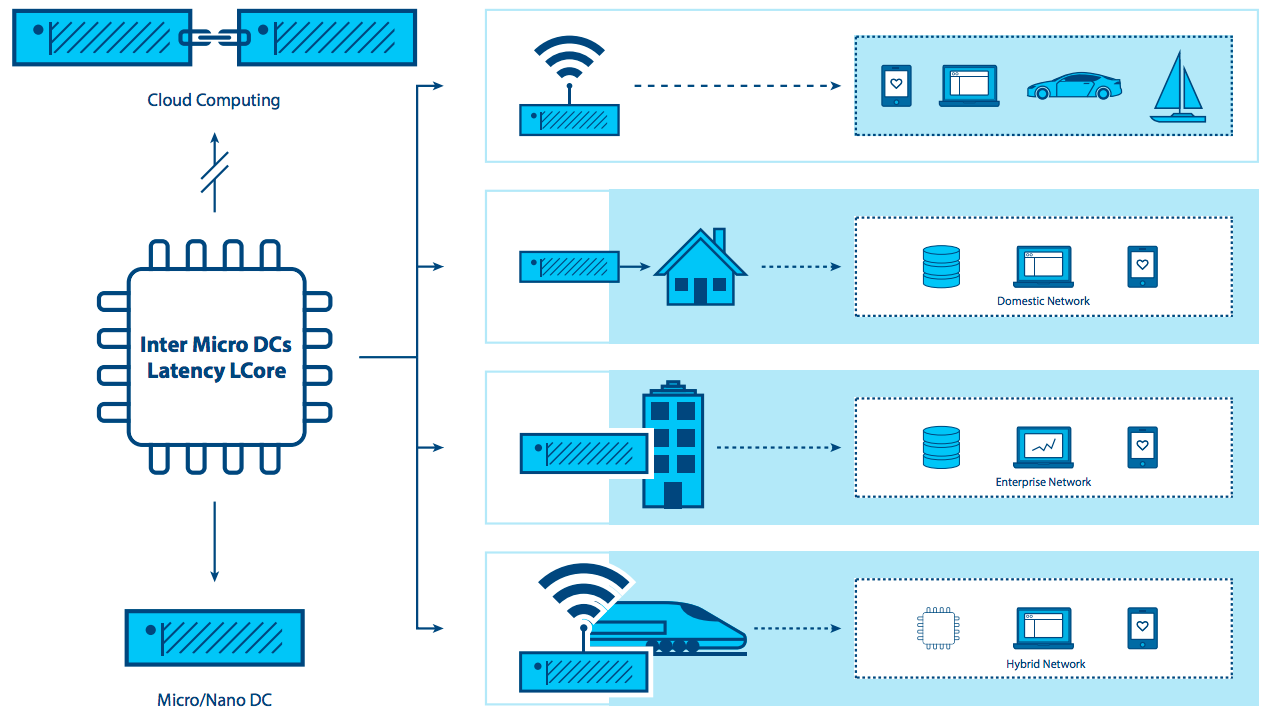 Cloud Computing
Inter Micro DCs
Latency LCore
Micro/Nano DC
Domestic Network
Enterprise Network
Hybrid Network